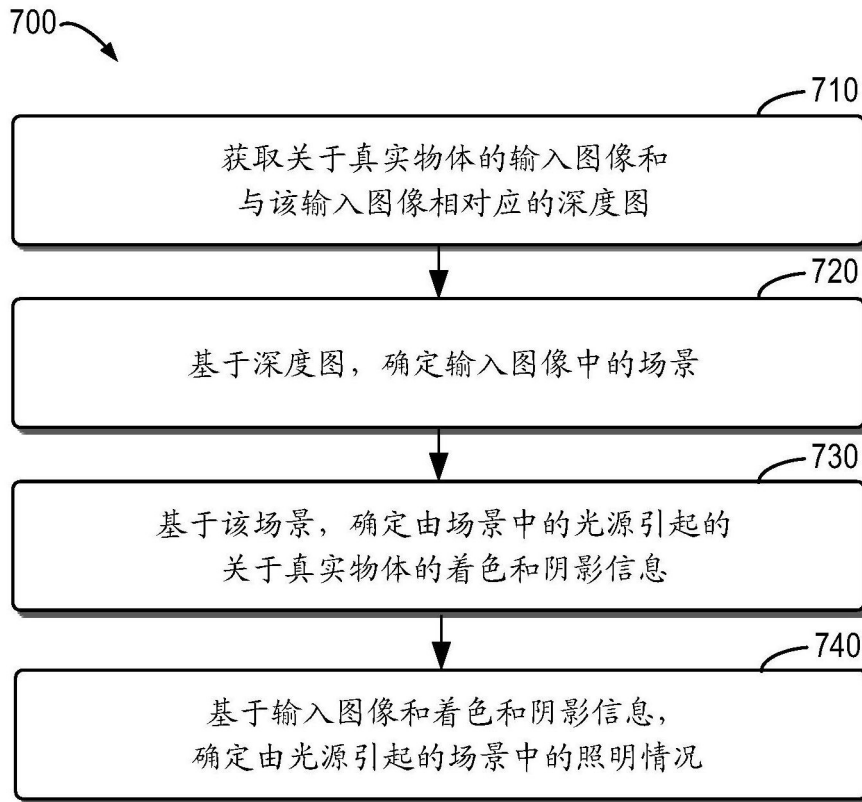 700
710
获取关于真实物体的输入图像和
与该输入图像相对应的深度图
720
基于深度图，确定输入图像中的场景
730
基于该场景，确定由场景中的光源引起的
关于真实物体的着色和阴影信息
740
基于输入图像和着色和阴影信息，
确定由光源引起的场景中的照明情况